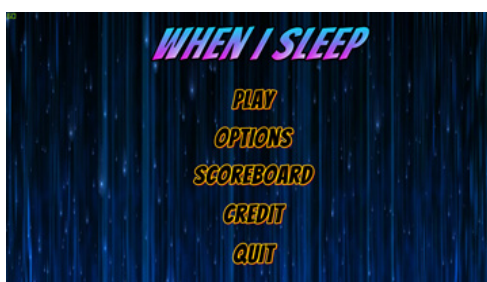 WHEN I SLEEP
PLAY
OPTIONS
SCOREBOARD
CREDIT
QUIT